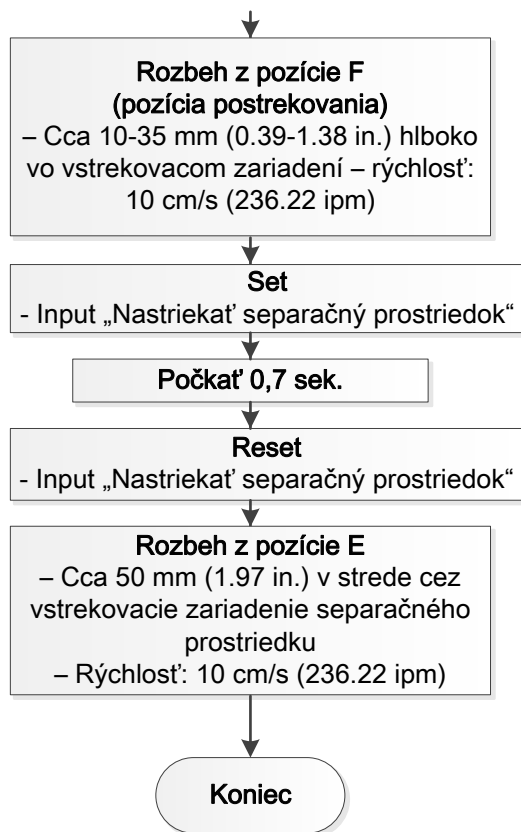 Rozbeh z pozície F
(pozícia postrekovania)
– Cca 10-35 mm (0.39-1.38 in.) hlboko
vo vstrekovacom zariadení – rýchlosť:
10 cm/s (236.22 ipm)
Set
- Input „Nastriekať separačný prostriedok“
Počkať 0,7 sek.
Reset
- Input „Nastriekať separačný prostriedok“
Rozbeh z pozície E
– Cca 50 mm (1.97 in.) v strede cez
vstrekovacie zariadenie separačného
prostriedku
– Rýchlosť: 10 cm/s (236.22 ipm)
Koniec